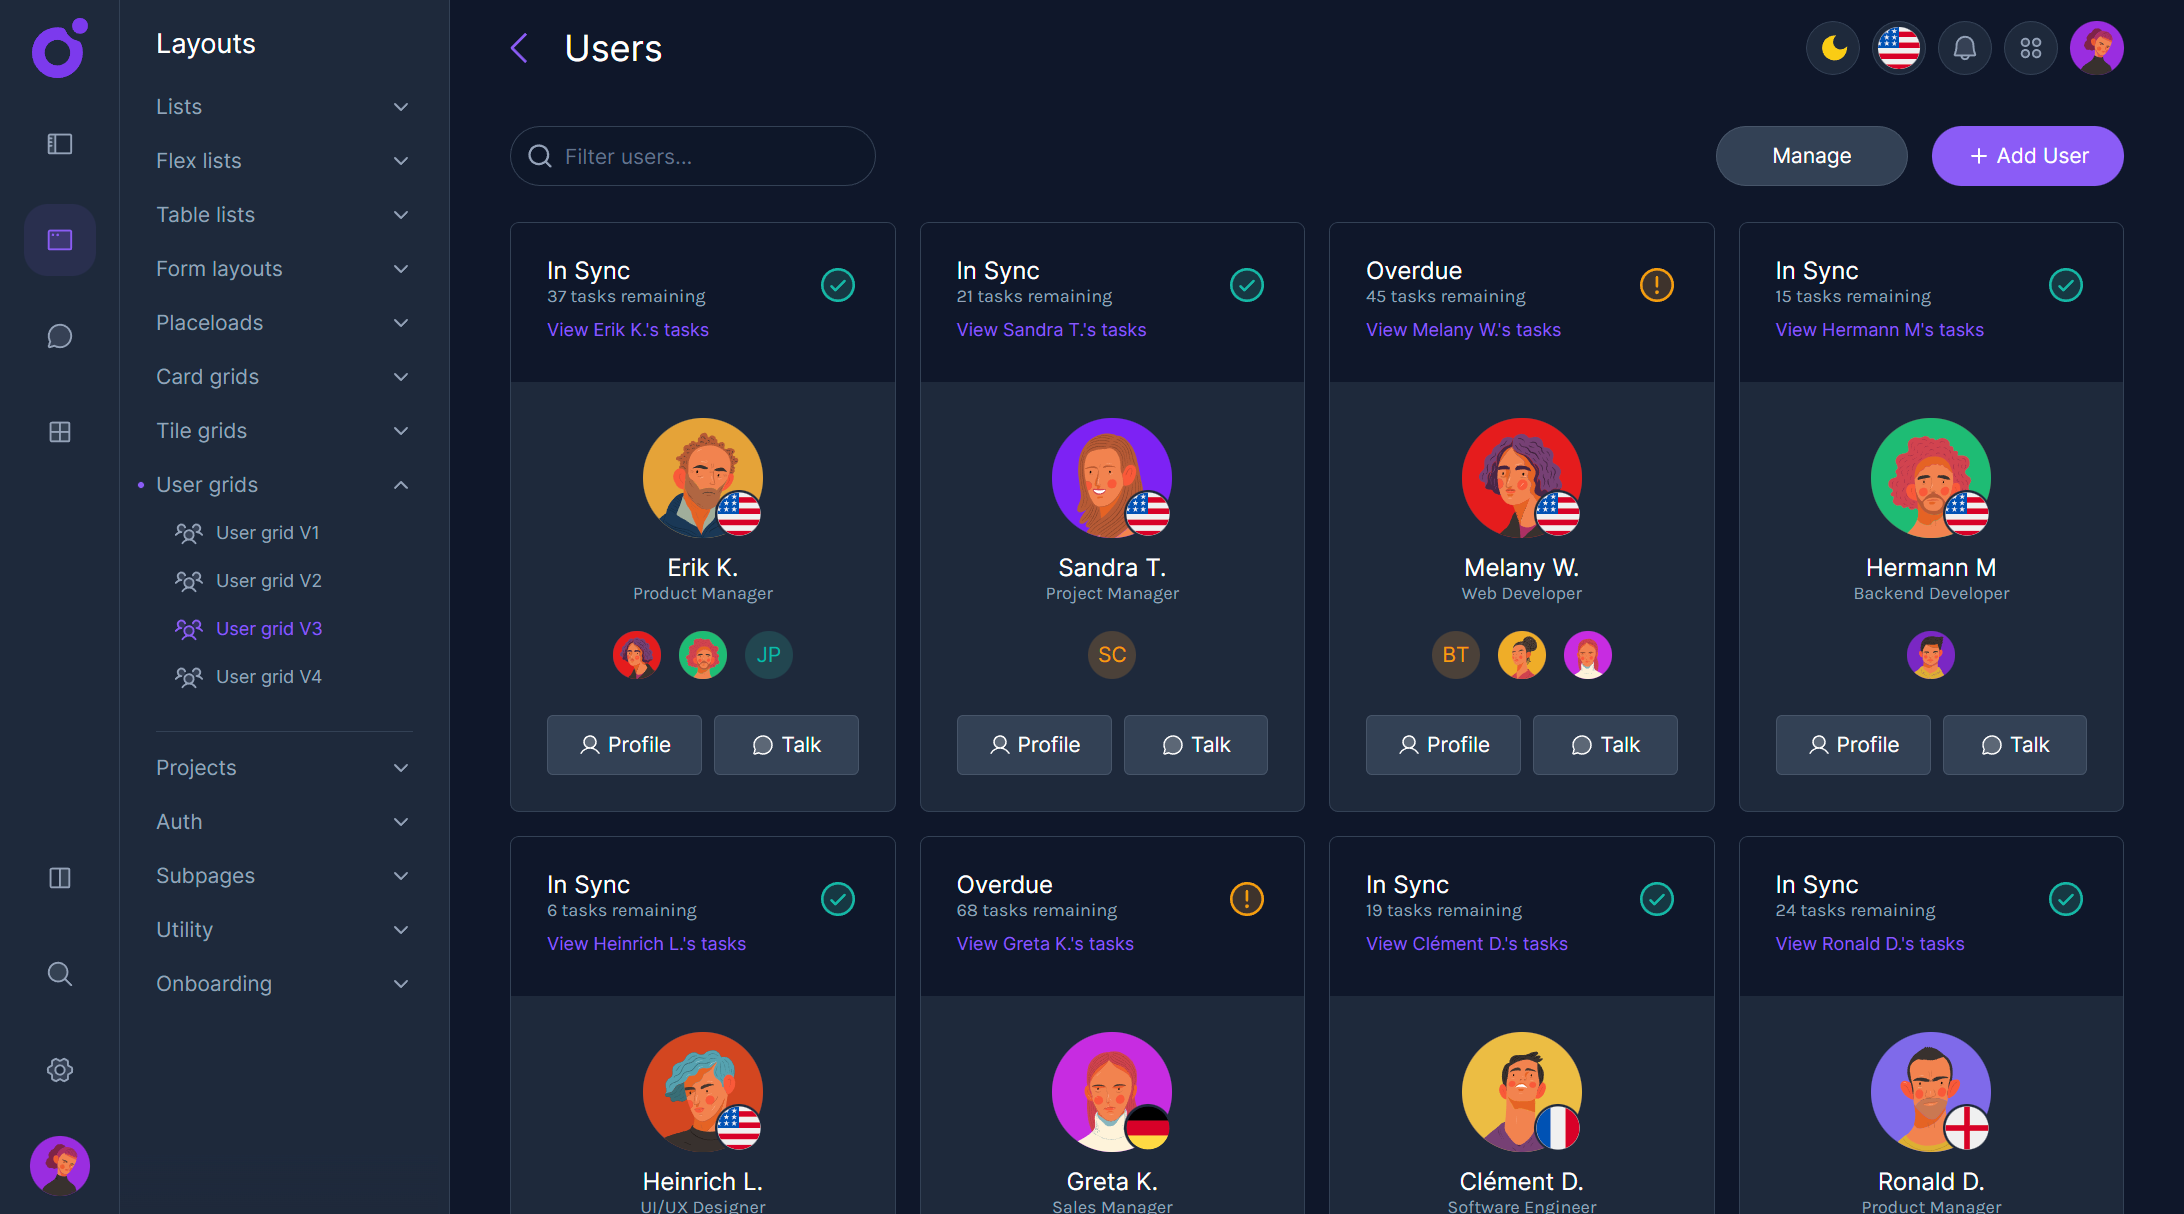 Layouts
Lists
Flex lists
Table lists
Form layouts
Placeloads
Card grids
Tile grids
User grids
User grid V1
User grid V2
User grid V3
User grid V4
Projects
Auth
Subpages
Utility
Onboarding
Users
Filter users...
Manage
+ Add User
In Sync
37 tasks remaining
View Erik K.'s tasks
Erik K.
Product Manager
JP
Profile
Talk
In Sync
21 tasks remaining
View Sandra T.'s tasks
Sandra T.
Project Manager
SC
Profile
Talk
Overdue
45 tasks remaining
View Melany W.'s tasks
Melany W.
Web Developer
BT
Profile
Talk
In Sync
15 tasks remaining
View Hermann M's tasks
Hermann M
Backend Developer
Profile
Talk
In Sync
6 tasks remaining
View Heinrich L.'s tasks
Heinrich L.
UI/UX Designer
Overdue
68 tasks remaining
View Greta K.'s tasks
Greta K.
Sales Manager
In Sync
19 tasks remaining
View Clément D.'s tasks
Clément D.
Software Engineer
In Sync
24 tasks remaining
View Ronald D.'s tasks
Ronald D.
Product Manager